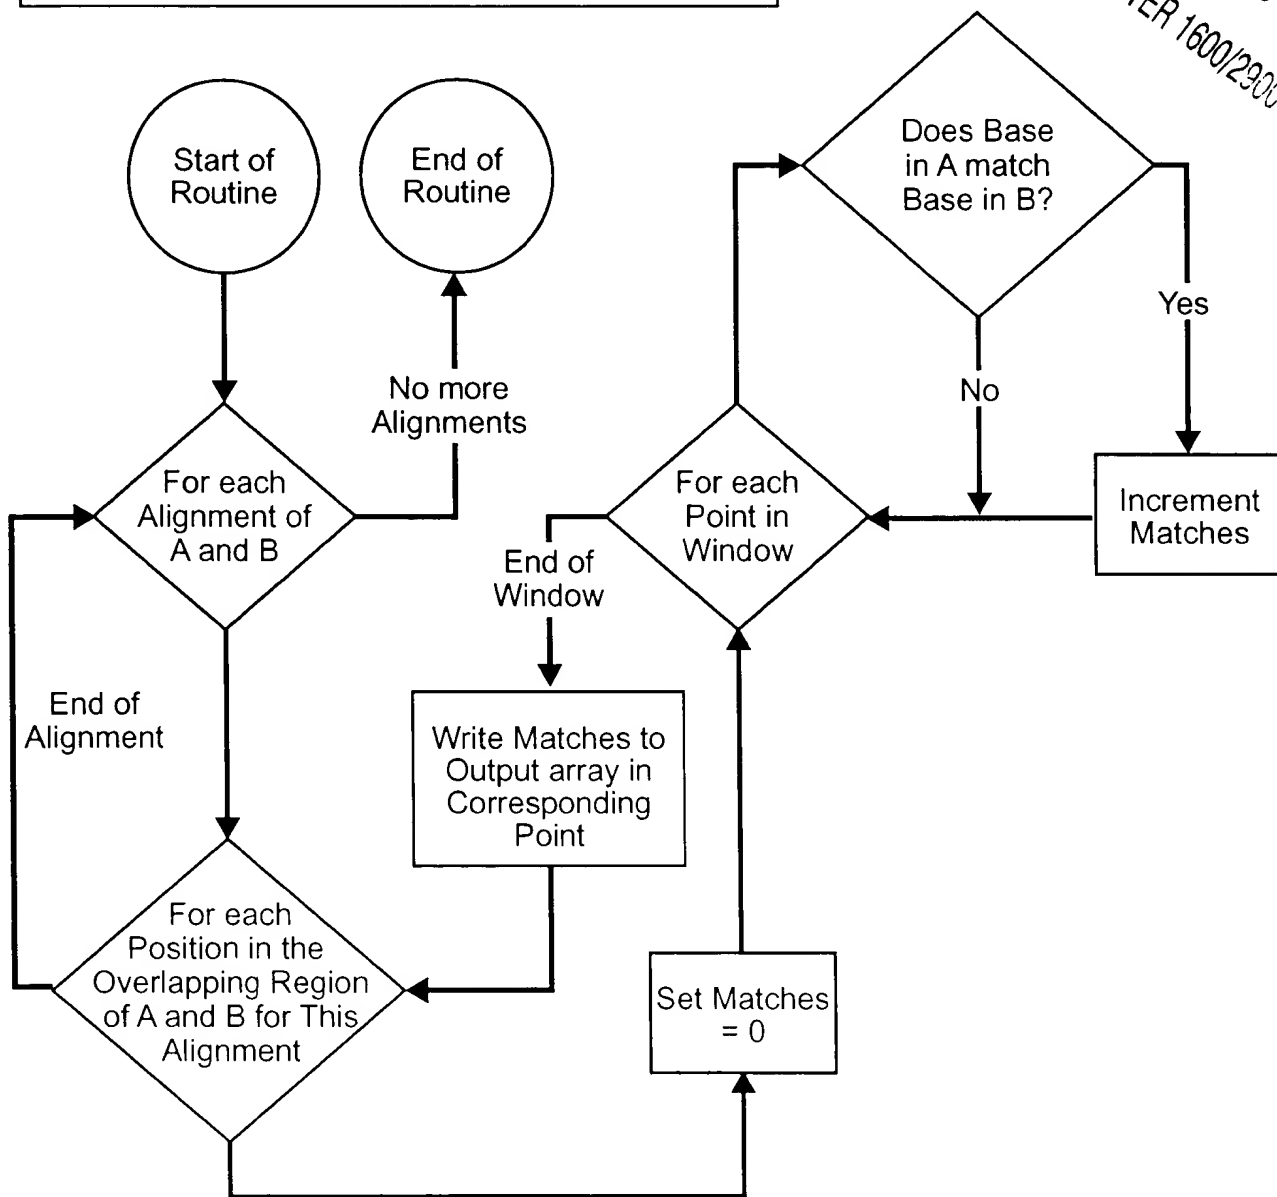 TER 1600/2900
Start of
Routine
End of
Routine
Does Base
in A match
Base in B?
Yes
No
No more
Alignments
For each
Alignment of
A and B
For each
Point in
Window
Increment
Matches
End of
Window
End of
Alignment
Write Matches to
Output array in
Corresponding
Point
For each
Position in the
Overlapping Region
of A and B for This
Alignment
Set Matches
= 0